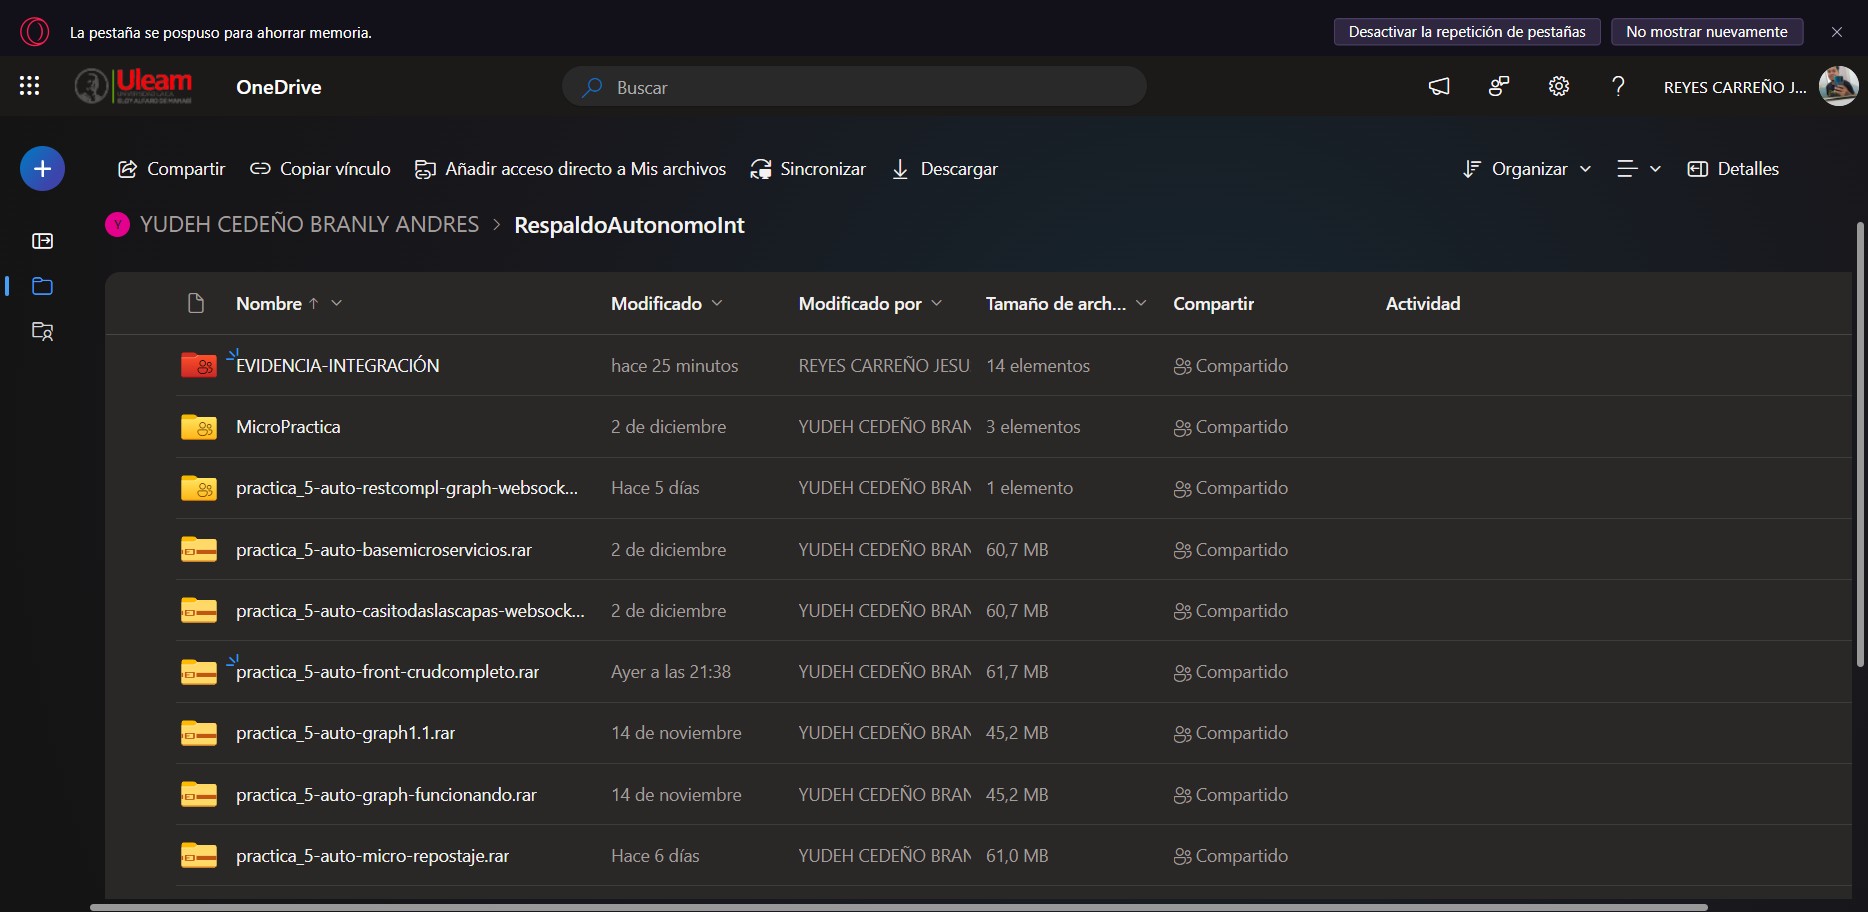 La pestaña se pospuso para ahorrar memoria.
Desactivar la repetición de pestañas
No mostrar nuevamente
Uleam
OneDrive
Buscar
REYES CARREÑO J...
Compartir
Copiar vínculo
Añadir acceso directo a Mis archivos
Sincronizar
Descargar
Organizar
Detalles
Y
YUDEH CEDEÑO BRANLY ANDRES > RespaldoAutonomoInt
Nombre Modificado Modificado por Tamaño de arch... Compartir Actividad
EVIDENCIA-INTEGRACIÓN hace 25 minutos REYES CARREÑO JESU 14 elementos Compartido
MicroPractica 2 de diciembre YUDEH CEDEÑO BRAN 3 elementos Compartido
practica_5-auto-restcompl-graph-websock... Hace 5 días YUDEH CEDEÑO BRAN 1 elemento Compartido
practica_5-auto-basemicroservicios.rar 2 de diciembre YUDEH CEDEÑO BRAN 60,7 MB Compartido
practica_5-auto-casitodaslascapas-websock... 2 de diciembre YUDEH CEDEÑO BRAN 60,7 MB Compartido
practica_5-auto-front-crudcompleto.rar Ayer a las 21:38 YUDEH CEDEÑO BRAN 61,7 MB Compartido
practica_5-auto-graph1.1.rar 14 de noviembre YUDEH CEDEÑO BRAN 45,2 MB Compartido
practica_5-auto-graph-funcionando.rar 14 de noviembre YUDEH CEDEÑO BRAN 45,2 MB Compartido
practica_5-auto-micro-repostaje.rar Hace 6 días YUDEH CEDEÑO BRAN 61,0 MB Compartido